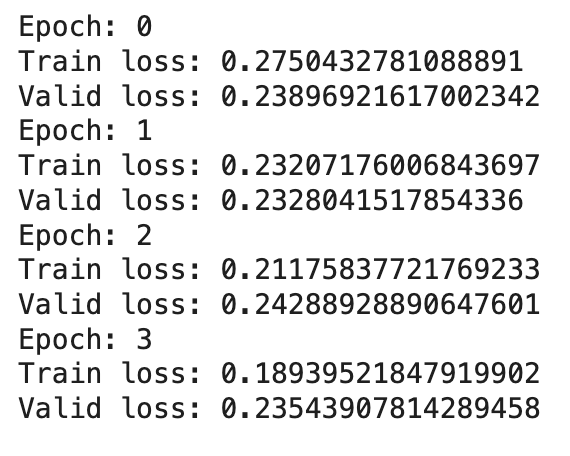 Epoch: 0
Train loss: 0.2750432781088891
Valid loss: 0.23896921617002342
Epoch: 1
Train loss: 0.23207176006843697
Valid loss: 0.2328041517854336
Epoch: 2
Train loss: 0.21175837721769233
Valid loss: 0.24288928890647601
Epoch: 3
Train loss: 0.18939521847919902
Valid loss: 0.23543907814289458